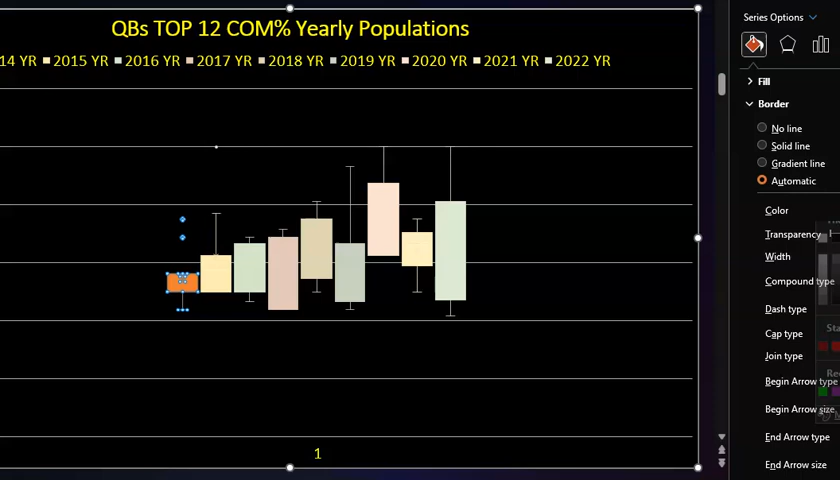 Series Options
QBs TOP 12 COM% Yearly Populations
14 YR 2015 YR 2016 YR 2017 YR 2018 YR 2019 YR 2020 YR 2021 YR 2022 YR
Fill
Border
No line
Solid line
Gradient line
Automatic
Color
Transparency
Width
Compound type
Dash type
Sta
Cap type
Join type
Re
Begin Arrow type
Begin Arrow size
End Arrow type
End Arrow size
1